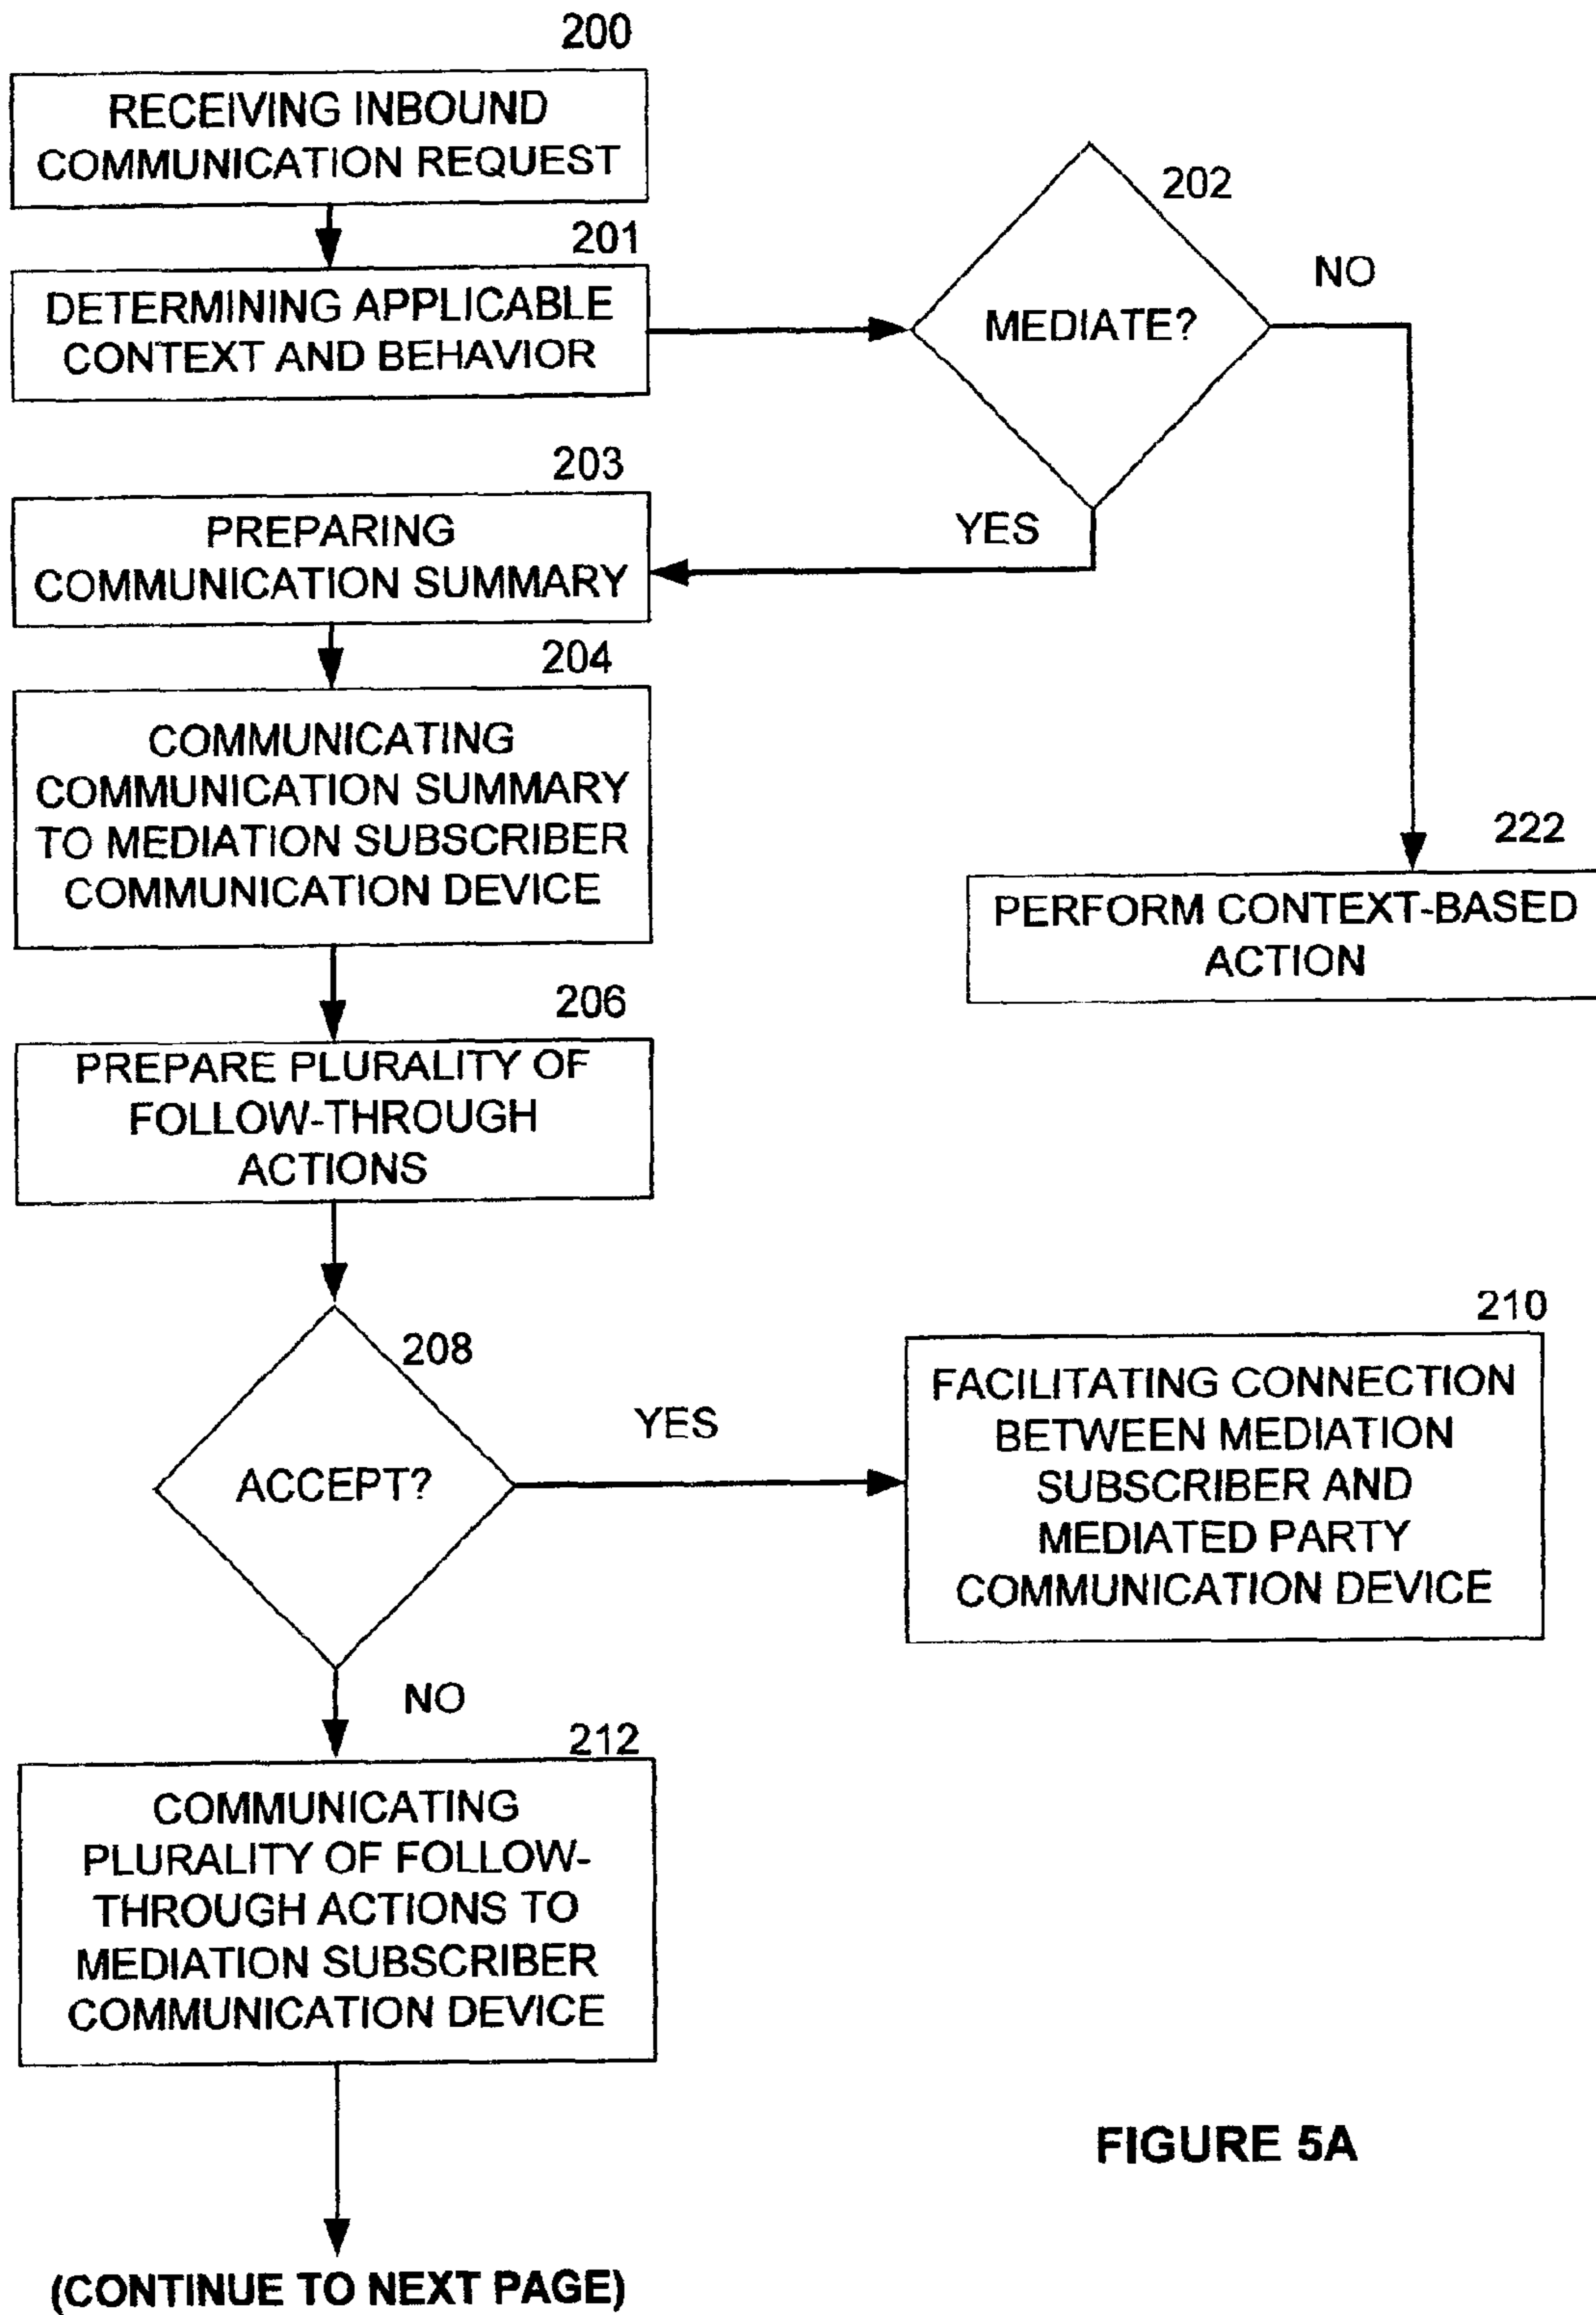 200
RECEIVING INBOUND
COMMUNICATION REQUEST
201
DETERMINING APPLICABLE
CONTEXT AND BEHAVIOR
202
MEDIATE?
NO
YES
203
PREPARING
COMMUNICATION SUMMARY
204
COMMUNICATING
COMMUNICATION SUMMARY
TO MEDIATION SUBSCRIBER
COMMUNICATION DEVICE
222
PERFORM CONTEXT-BASED
ACTION
206
PREPARE PLURALITY OF
FOLLOW-THROUGH
ACTIONS
208
ACCEPT?
YES
210
FACILITATING CONNECTION
BETWEEN MEDIATION
SUBSCRIBER AND
MEDIATED PARTY
COMMUNICATION DEVICE
NO
212
COMMUNICATING
PLURALITY OF FOLLOW-
THROUGH ACTIONS TO
MEDIATION SUBSCRIBER
COMMUNICATION DEVICE
FIGURE 5A
(CONTINUE TO NEXT PAGE)